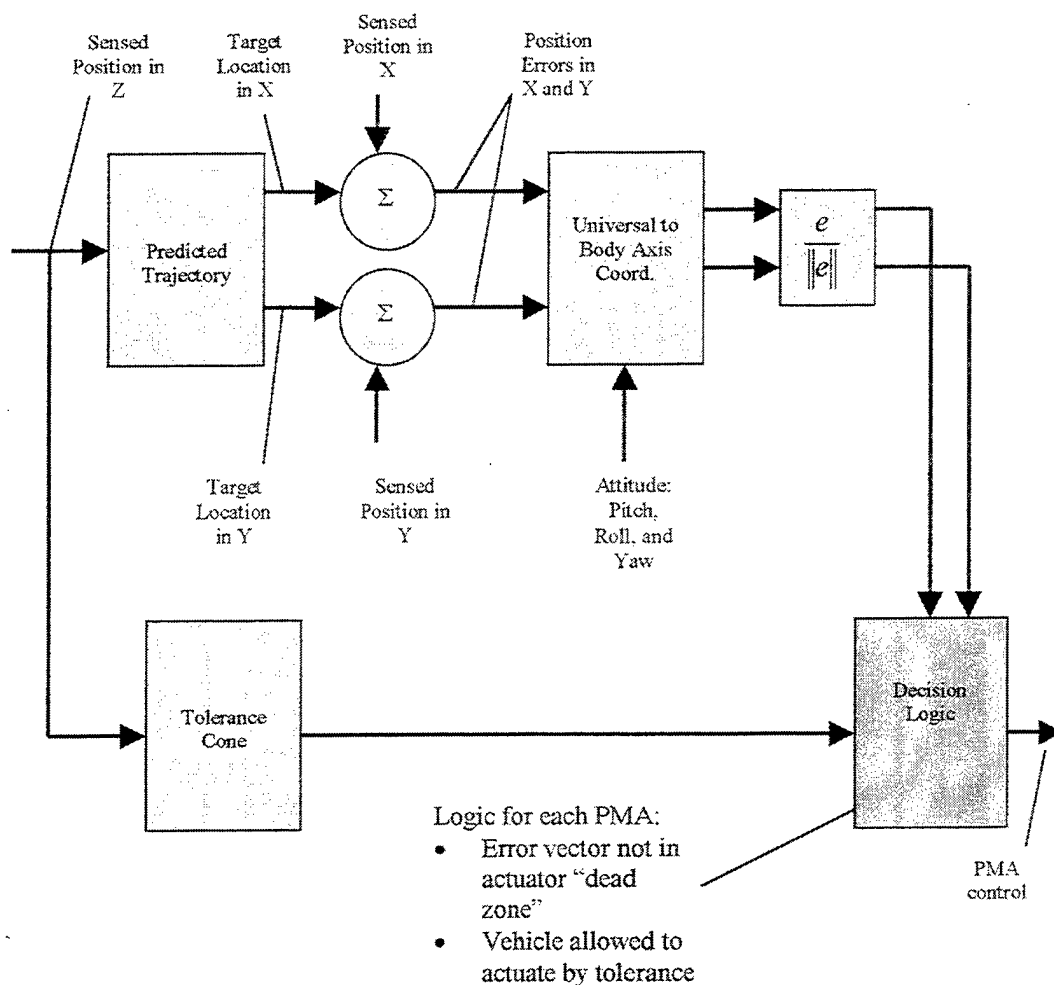 Sensed
Position in
Z
Target
Location
in X
Sensed
Position in
X
Position
Errors in
X and Y
Predicted
Trajectory
Σ
Σ
Universal to
Body Axis
Coord.
e
‖e‖
Target
Location
in Y
Sensed
Position in
Y
Attitude:
Pitch,
Roll, and
Yaw
Tolerance
Cone
Decision
Logic
Logic for each PMA:
• Error vector not in
actuator “dead
zone”
• Vehicle allowed to
actuate by tolerance
PMA
control